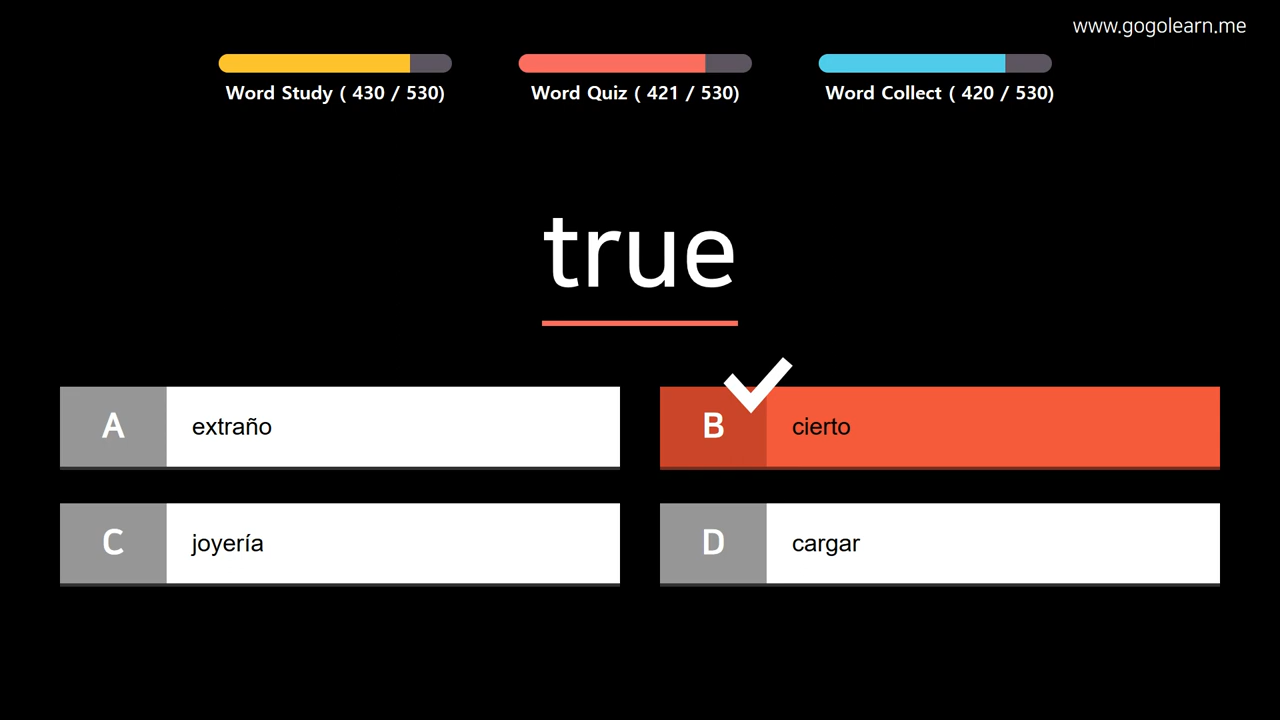 www.gogolearn.me
Word Study ( 430 / 530)
Word Quiz ( 421 / 530)
Word Collect ( 420 / 530)
true
A extraño
B cierto
C joyería
D cargar